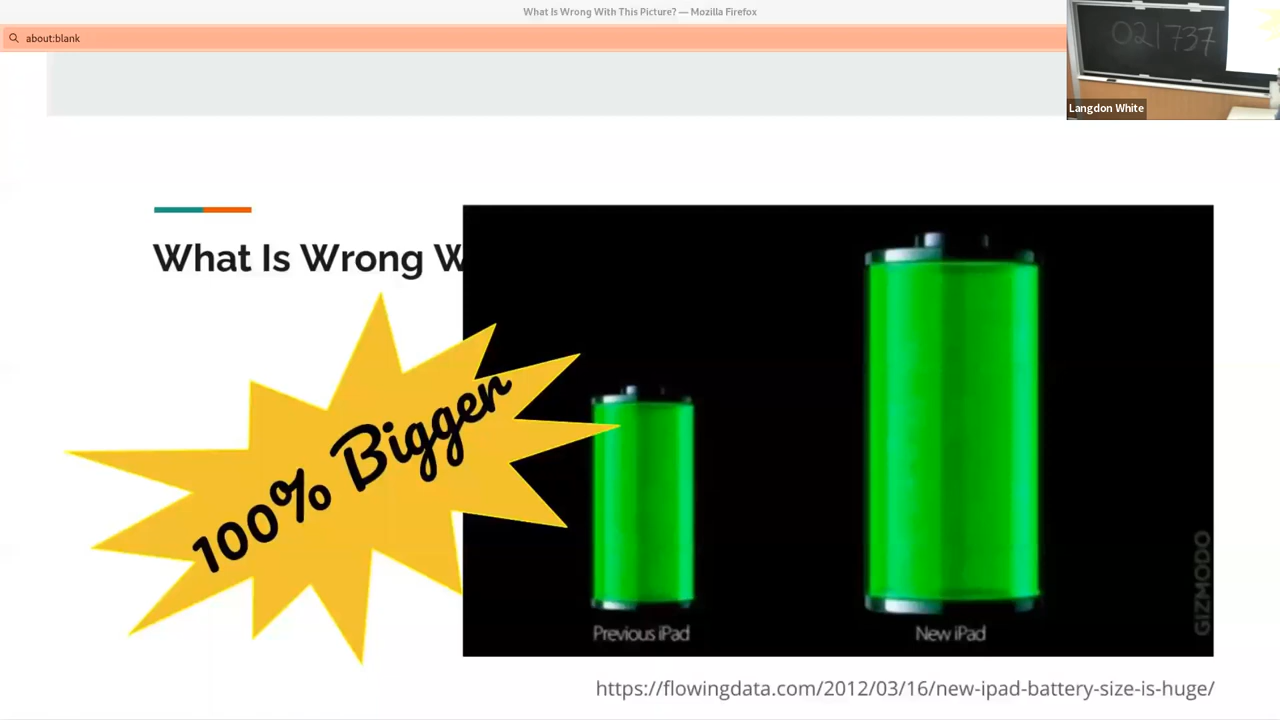 What Is Wrong With This Picture? — Mozilla Firefox
about:blank
021737
Langdon White
What Is Wrong W
100% Bigger
Previous iPad
New iPad
GIZMODO
https://flowingdata.com/2012/03/16/new-ipad-battery-size-is-huge/